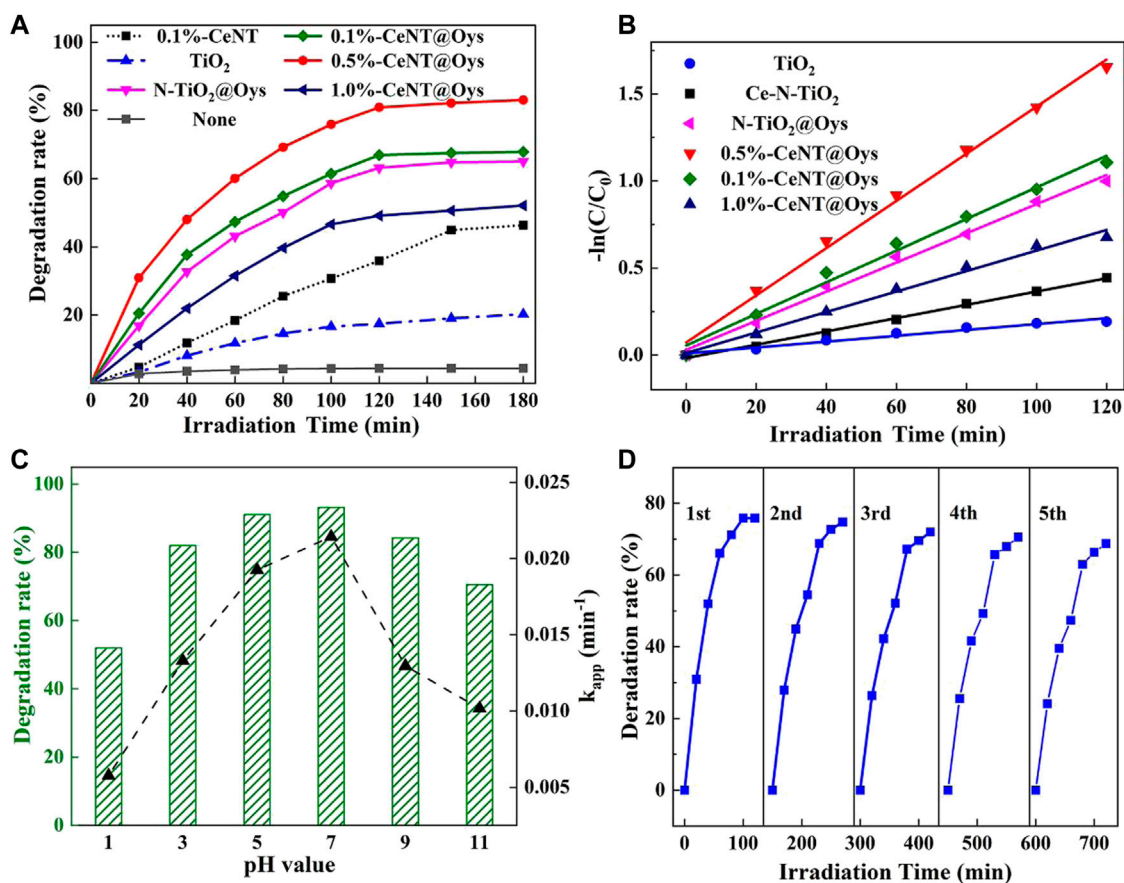 A
100
80
60
40
20
0
Degradation rate (%)
0.1%-CeNT
TiO₂
N-TiO₂@Oys
None
0.1%-CeNT@Oys
0.5%-CeNT@Oys
1.0%-CeNT@Oys
0 20 40 60 80 100 120 140 160 180
Irradiation Time (min)
B
1.5
1.0
0.5
0.0
-ln(C/C₀)
TiO₂
Ce-N-TiO₂
N-TiO₂@Oys
0.5%-CeNT@Oys
0.1%-CeNT@Oys
1.0%-CeNT@Oys
0 20 40 60 80 100 120
Irradiation Time (min)
C
100
80
60
40
20
0
Degradation rate (%)
0.025
0.020
0.015
0.010
0.005
kapp (min⁻¹)
1 3 5 7 9 11
pH value
D
80
60
40
20
0
Deradation rate (%)
1st 2nd 3rd 4th 5th
0 100 200 300 400 500 600 700
Irradiation Time (min)